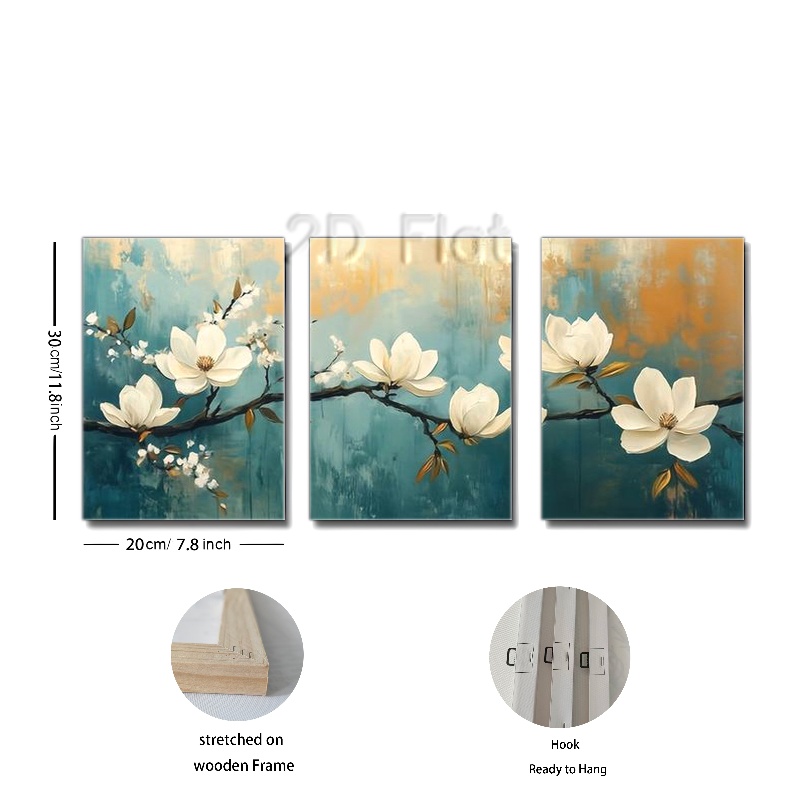 2D Flat
30cm/11.8inch
20cm/ 7.8 inch
stretched on
wooden Frame
Hook
Ready to Hang